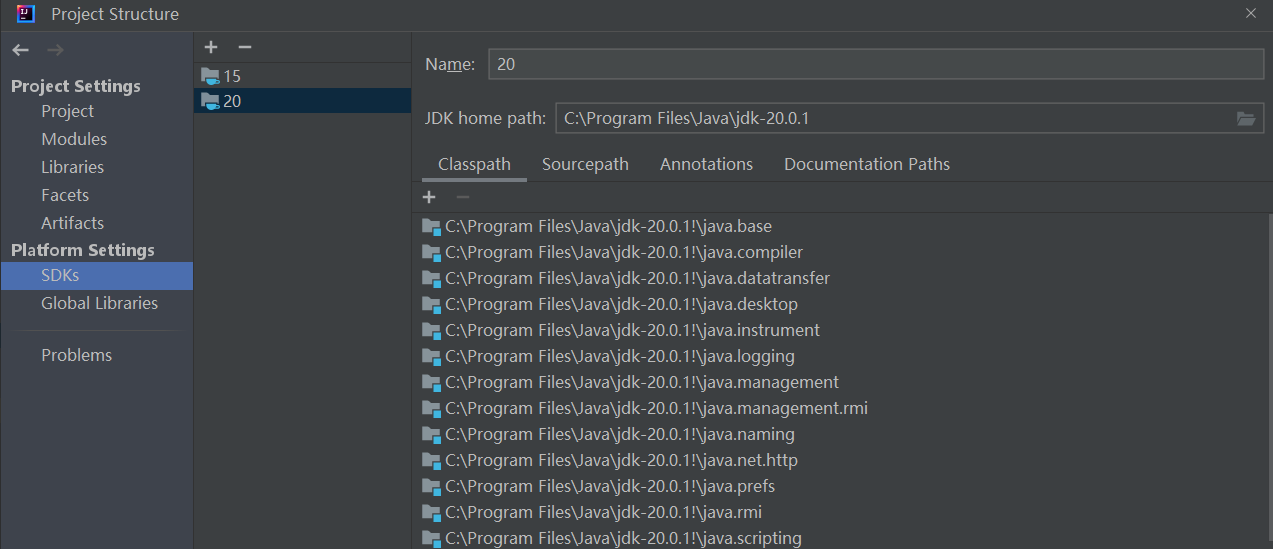 Project Structure
Project Settings
Project
Modules
Libraries
Facets
Artifacts
Platform Settings
SDKs
Global Libraries
Problems
15
20
Name: 20
JDK home path: C:\Program Files\Java\jdk-20.0.1
Classpath Sourcepath Annotations Documentation Paths
C:\Program Files\Java\jdk-20.0.1!\java.base
C:\Program Files\Java\jdk-20.0.1!\java.compiler
C:\Program Files\Java\jdk-20.0.1!\java.datatransfer
C:\Program Files\Java\jdk-20.0.1!\java.desktop
C:\Program Files\Java\jdk-20.0.1!\java.instrument
C:\Program Files\Java\jdk-20.0.1!\java.logging
C:\Program Files\Java\jdk-20.0.1!\java.management
C:\Program Files\Java\jdk-20.0.1!\java.management.rmi
C:\Program Files\Java\jdk-20.0.1!\java.naming
C:\Program Files\Java\jdk-20.0.1!\java.net.http
C:\Program Files\Java\jdk-20.0.1!\java.prefs
C:\Program Files\Java\jdk-20.0.1!\java.rmi
C:\Program Files\Java\jdk-20.0.1!\java.scripting